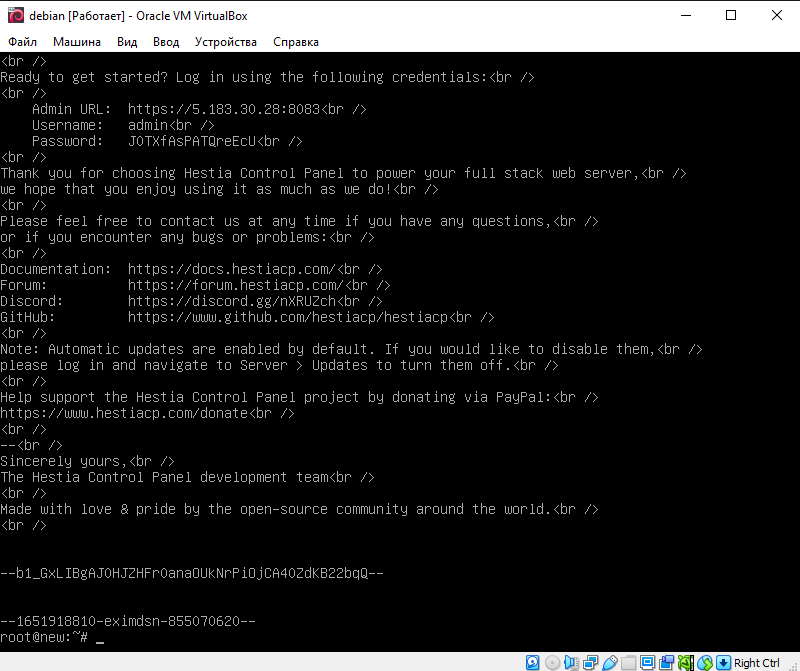 debian [Работает] - Oracle VM VirtualBox
Файл Машина Вид Ввод Устройства Справка
<br />
Ready to get started? Log in using the following credentials:<br />
<br />
    Admin URL:  https://5.183.30.28:8083<br />
    Username:   admin<br />
    Password:   J0TXfAsPATQreEcU<br />
<br />
Thank you for choosing Hestia Control Panel to power your full stack web server,<br />
we hope that you enjoy using it as much as we do!<br />
<br />
Please feel free to contact us at any time if you have any questions,<br />
or if you encounter any bugs or problems:<br />
<br />
Documentation:  https://docs.hestiacp.com/<br />
Forum:          https://forum.hestiacp.com/<br />
Discord:        https://discord.gg/nXRUZch<br />
GitHub:         https://www.github.com/hestiacp/hestiacp<br />
<br />
Note: Automatic updates are enabled by default. If you would like to disable them,<br />
please log in and navigate to Server > Updates to turn them off.<br />
<br />
Help support the Hestia Control Panel project by donating via PayPal:<br />
https://www.hestiacp.com/donate<br />
<br />
--<br />
Sincerely yours,<br />
The Hestia Control Panel development team<br />
<br />
Made with love & pride by the open-source community around the world.<br />
<br />
--b1_GxLIBgAJ0HJZHFrOanaOUkNrPiOjCA40ZdKB22bqQ--
--1651918810-eximdsn-855070620--
root@new:~# _
Right Ctrl